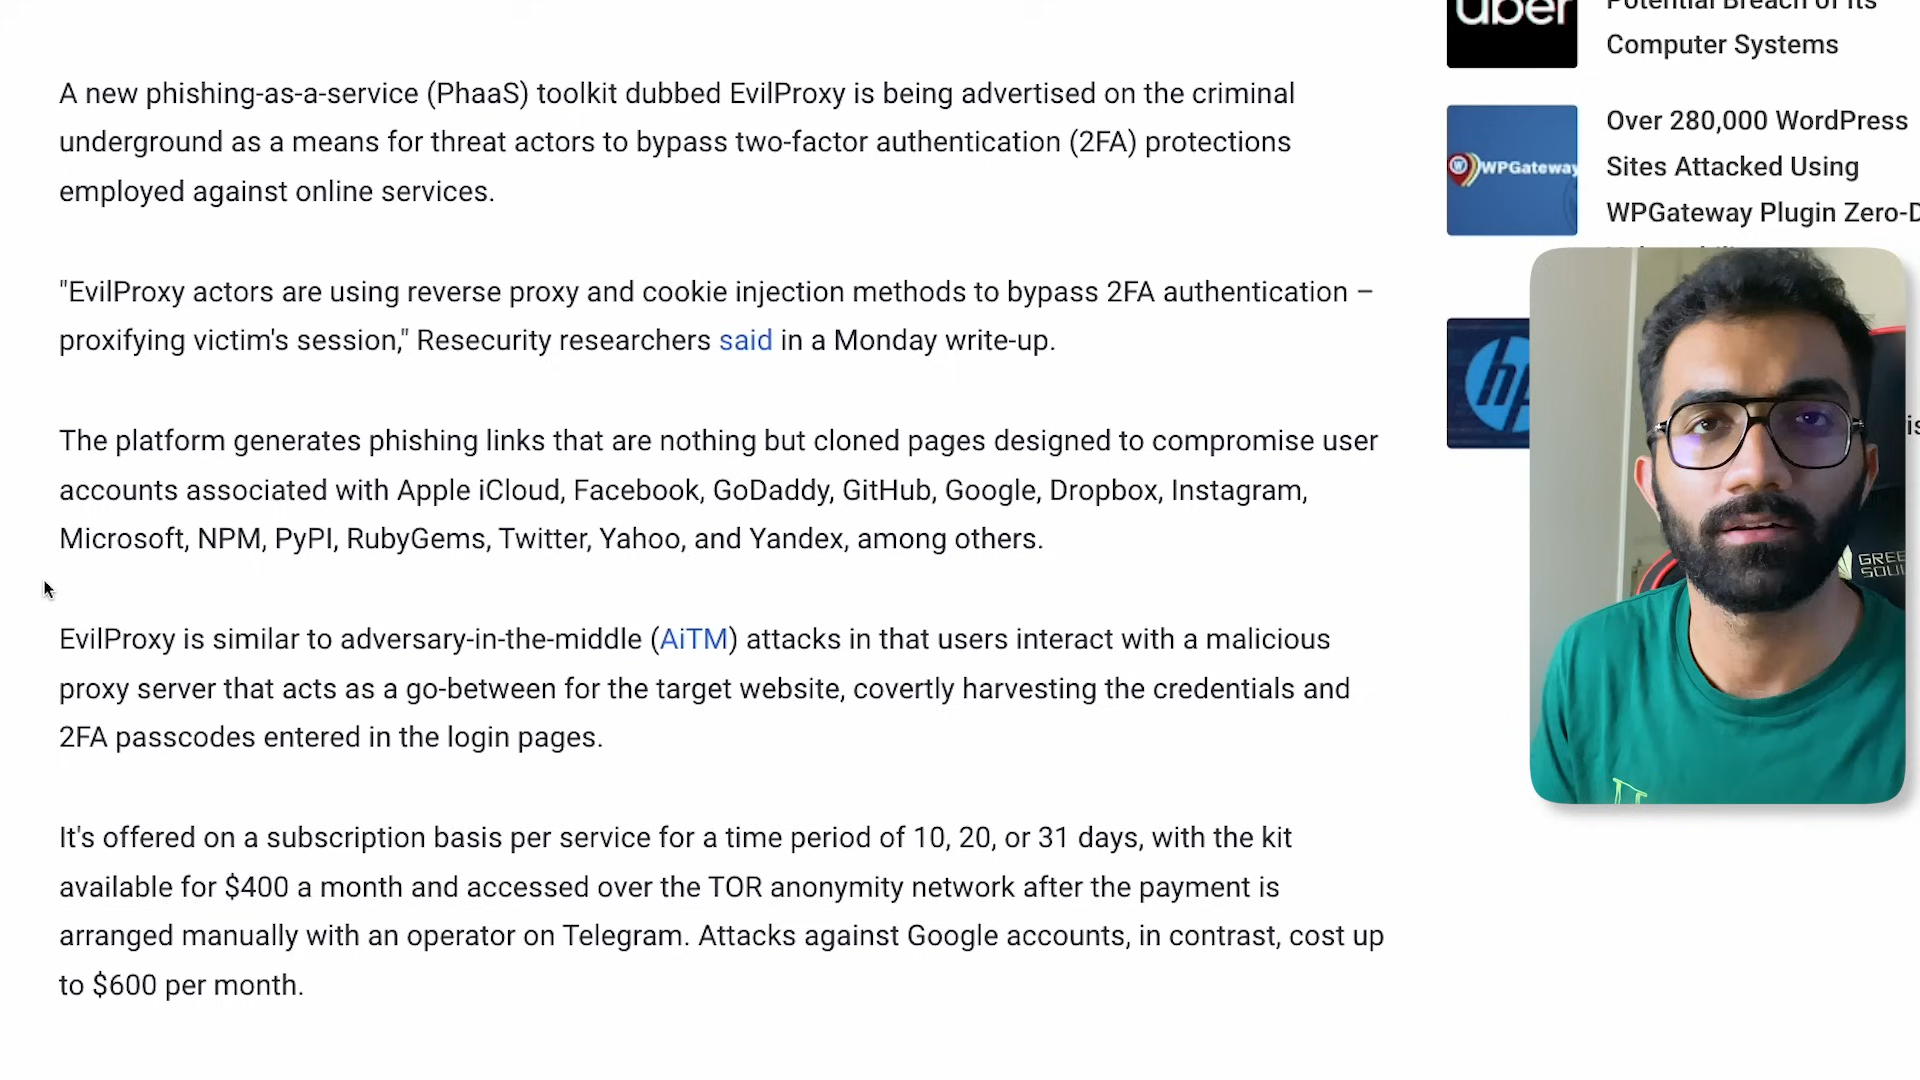 A new phishing-as-a-service (PhaaS) toolkit dubbed EvilProxy is being advertised on the criminal
underground as a means for threat actors to bypass two-factor authentication (2FA) protections
employed against online services.
"EvilProxy actors are using reverse proxy and cookie injection methods to bypass 2FA authentication –
proxifying victim's session," Resecurity researchers said in a Monday write-up.
The platform generates phishing links that are nothing but cloned pages designed to compromise user
accounts associated with Apple iCloud, Facebook, GoDaddy, GitHub, Google, Dropbox, Instagram,
Microsoft, NPM, PyPI, RubyGems, Twitter, Yahoo, and Yandex, among others.
EvilProxy is similar to adversary-in-the-middle (AiTM) attacks in that users interact with a malicious
proxy server that acts as a go-between for the target website, covertly harvesting the credentials and
2FA passcodes entered in the login pages.
It's offered on a subscription basis per service for a time period of 10, 20, or 31 days, with the kit
available for $400 a month and accessed over the TOR anonymity network after the payment is
arranged manually with an operator on Telegram. Attacks against Google accounts, in contrast, cost up
to $600 per month.
Uber
Potential Breach of Its
Computer Systems
WPGateway
Over 280,000 WordPress
Sites Attacked Using
WPGateway Plugin Zero-D
hp
GREE
SOUL